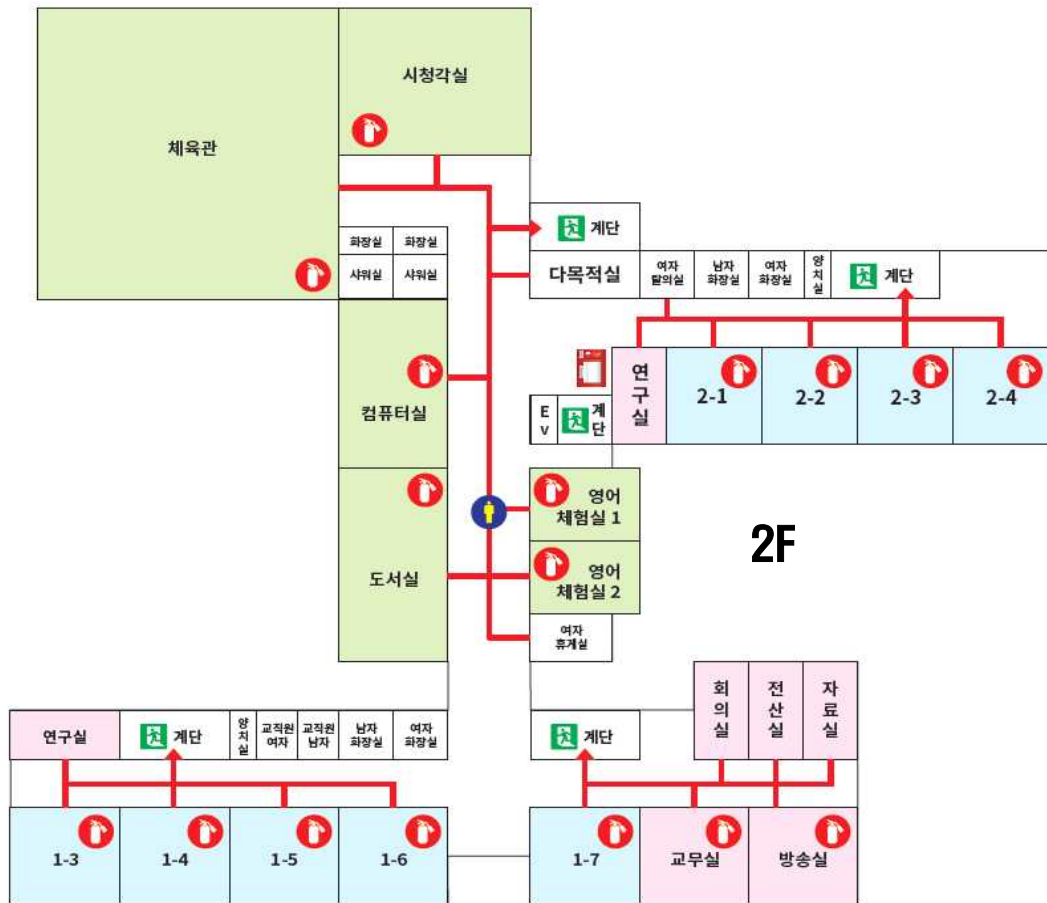 시청각실
체육관
계단
화장실
화장실
샤워실
샤워실
다목적실
여자
탈의실
남자
화장실
여자
화장실
양
치
실
계단
컴퓨터실
연
구
실
2-1
2-2
2-3
2-4
E
V
계
단
영어
체험실 1
2F
도서실
영어
체험실 2
여자
휴게실
회
의
실
전
산
실
자
료
실
연구실
계단
양
치
실
교직원
여자
교직원
남자
남자
화장실
여자
화장실
계단
1-3
1-4
1-5
1-6
1-7
교무실
방송실